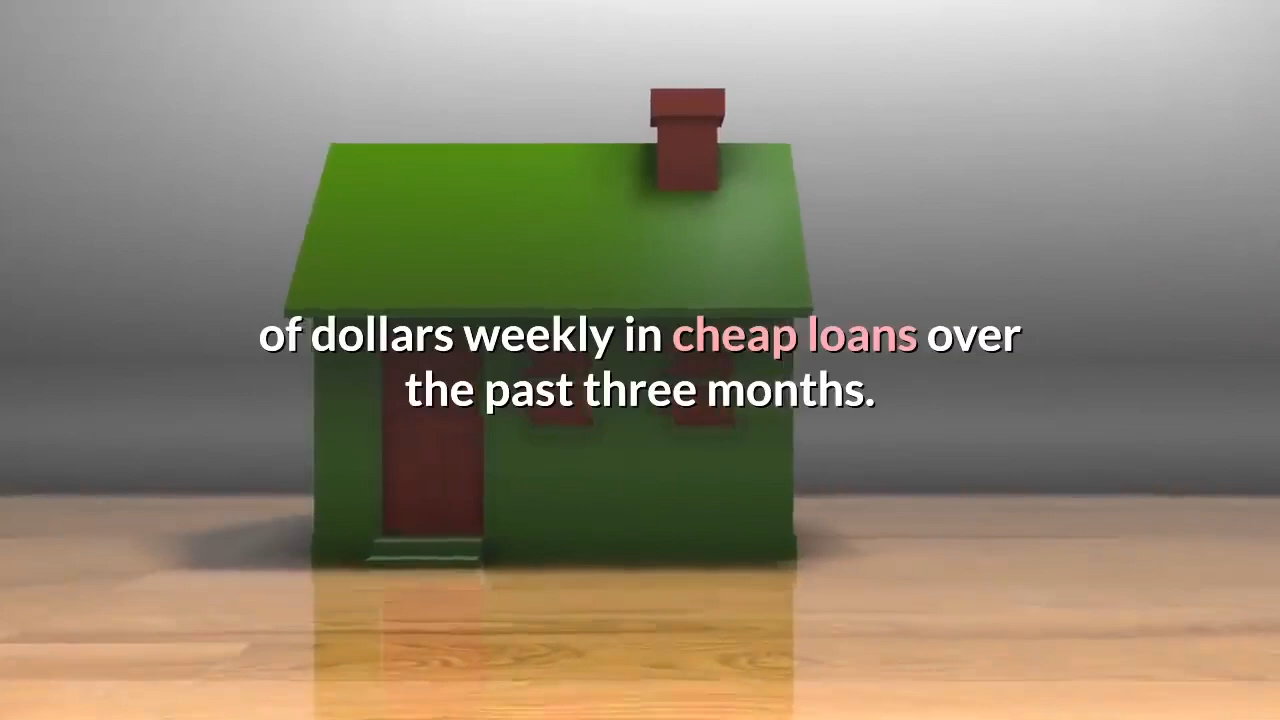 of dollars weekly in cheap loans over
the past three months.